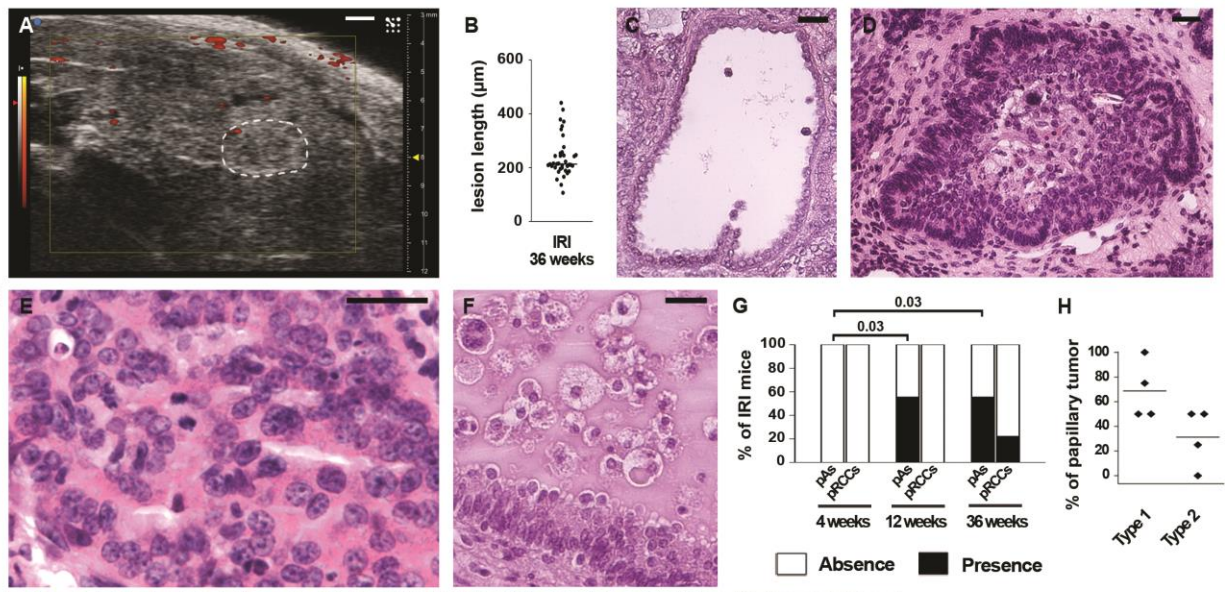 A
3 mm
4
5
6
7
8
9
10
11
12
B
lesion length (µm)
600
400
200
0
IRI
36 weeks
C
D
E
F
G
0.03
0.03
% of IRI mice
100
80
60
40
20
0
pAs
pRCCs
pAs
pRCCs
pAs
pRCCs
4 weeks
12 weeks
36 weeks
Absence
Presence
H
% of papillary tumor
100
80
60
40
20
0
Type 1
Type 2